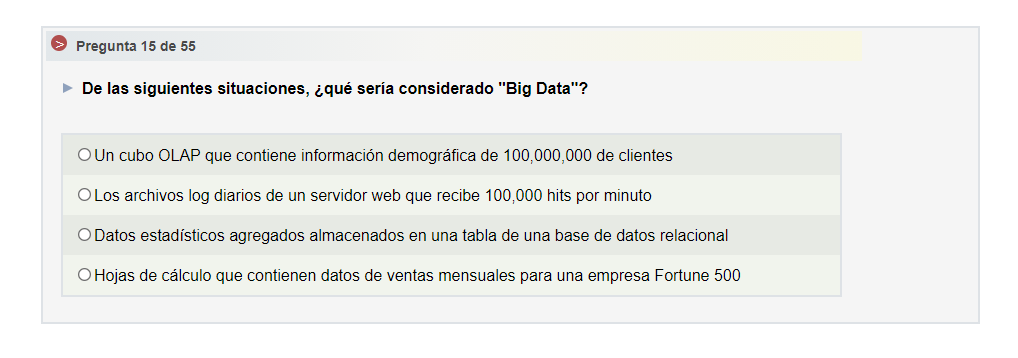 Pregunta 15 de 55
De las siguientes situaciones, ¿qué sería considerado "Big Data"?
Un cubo OLAP que contiene información demográfica de 100,000,000 de clientes
Los archivos log diarios de un servidor web que recibe 100,000 hits por minuto
Datos estadísticos agregados almacenados en una tabla de una base de datos relacional
Hojas de cálculo que contienen datos de ventas mensuales para una empresa Fortune 500